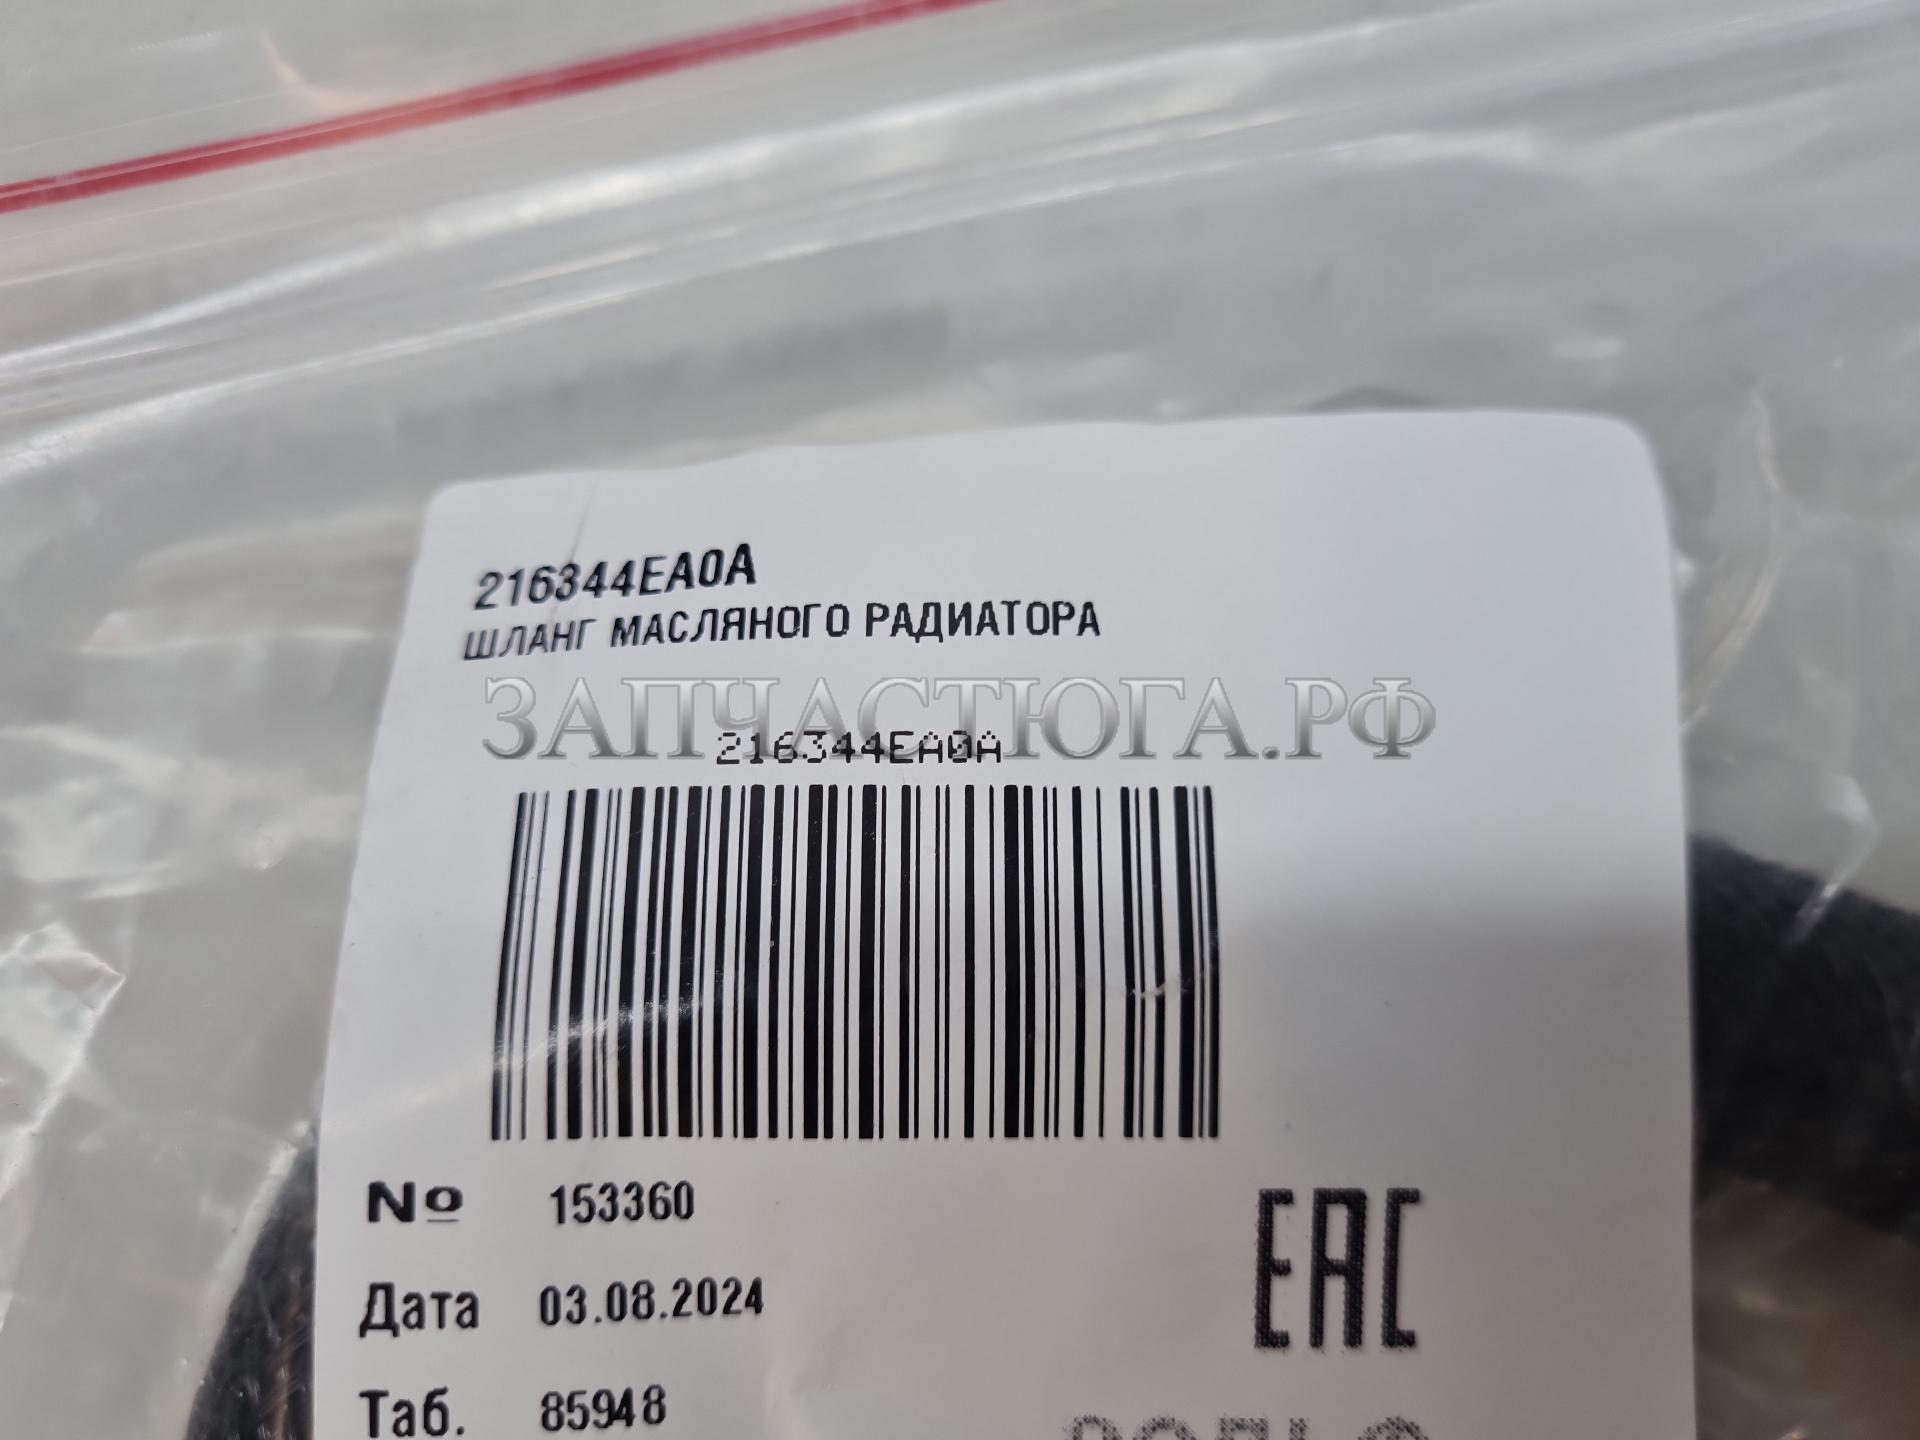 216344EA0A
ШЛАНГ МАСЛЯНОГО РАДИАТОРА
ЗАПЧАСТЮГА.РФ
216344EA0A
№ 153360
Дата 03.08.2024
EAC
Таб. 85948